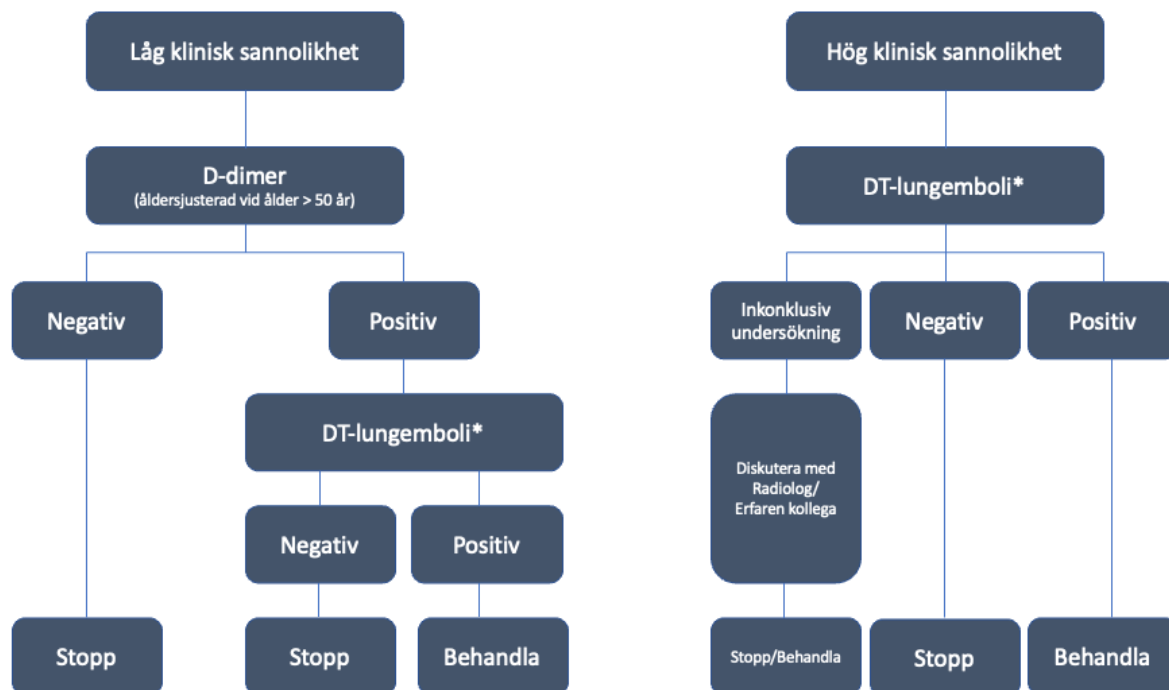 Låg klinisk sannolikhet
D-dimer
(åldersjusterad vid ålder > 50 år)
Negativ
Positiv
DT-lungemboli*
Negativ
Positiv
Stopp
Stopp
Behandla
Hög klinisk sannolikhet
DT-lungemboli*
Inkonklusiv
undersökning
Negativ
Positiv
Diskutera med
Radiolog/
Erfaren kollega
Stopp/Behandla
Stopp
Behandla